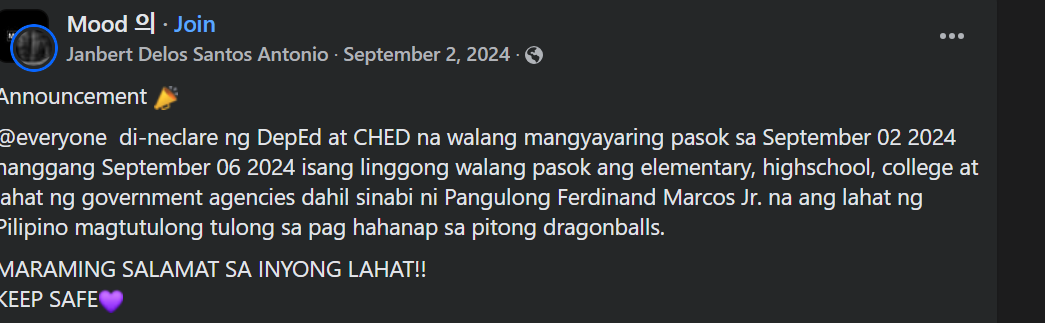 Mood 의 · Join
Janbert Delos Santos Antonio · September 2, 2024 ·
Announcement 🎉
@everyone di-neclare ng DepEd at CHED na walang mangyayaring pasok sa September 02 2024
hanggang September 06 2024 isang linggong walang pasok ang elementary, highschool, college at
lahat ng government agencies dahil sinabi ni Pangulong Ferdinand Marcos Jr. na ang lahat ng
Pilipino magtutulong tulong sa pag hahanap sa pitong dragonballs.
MARAMING SALAMAT SA INYONG LAHAT!!
KEEP SAFE💜